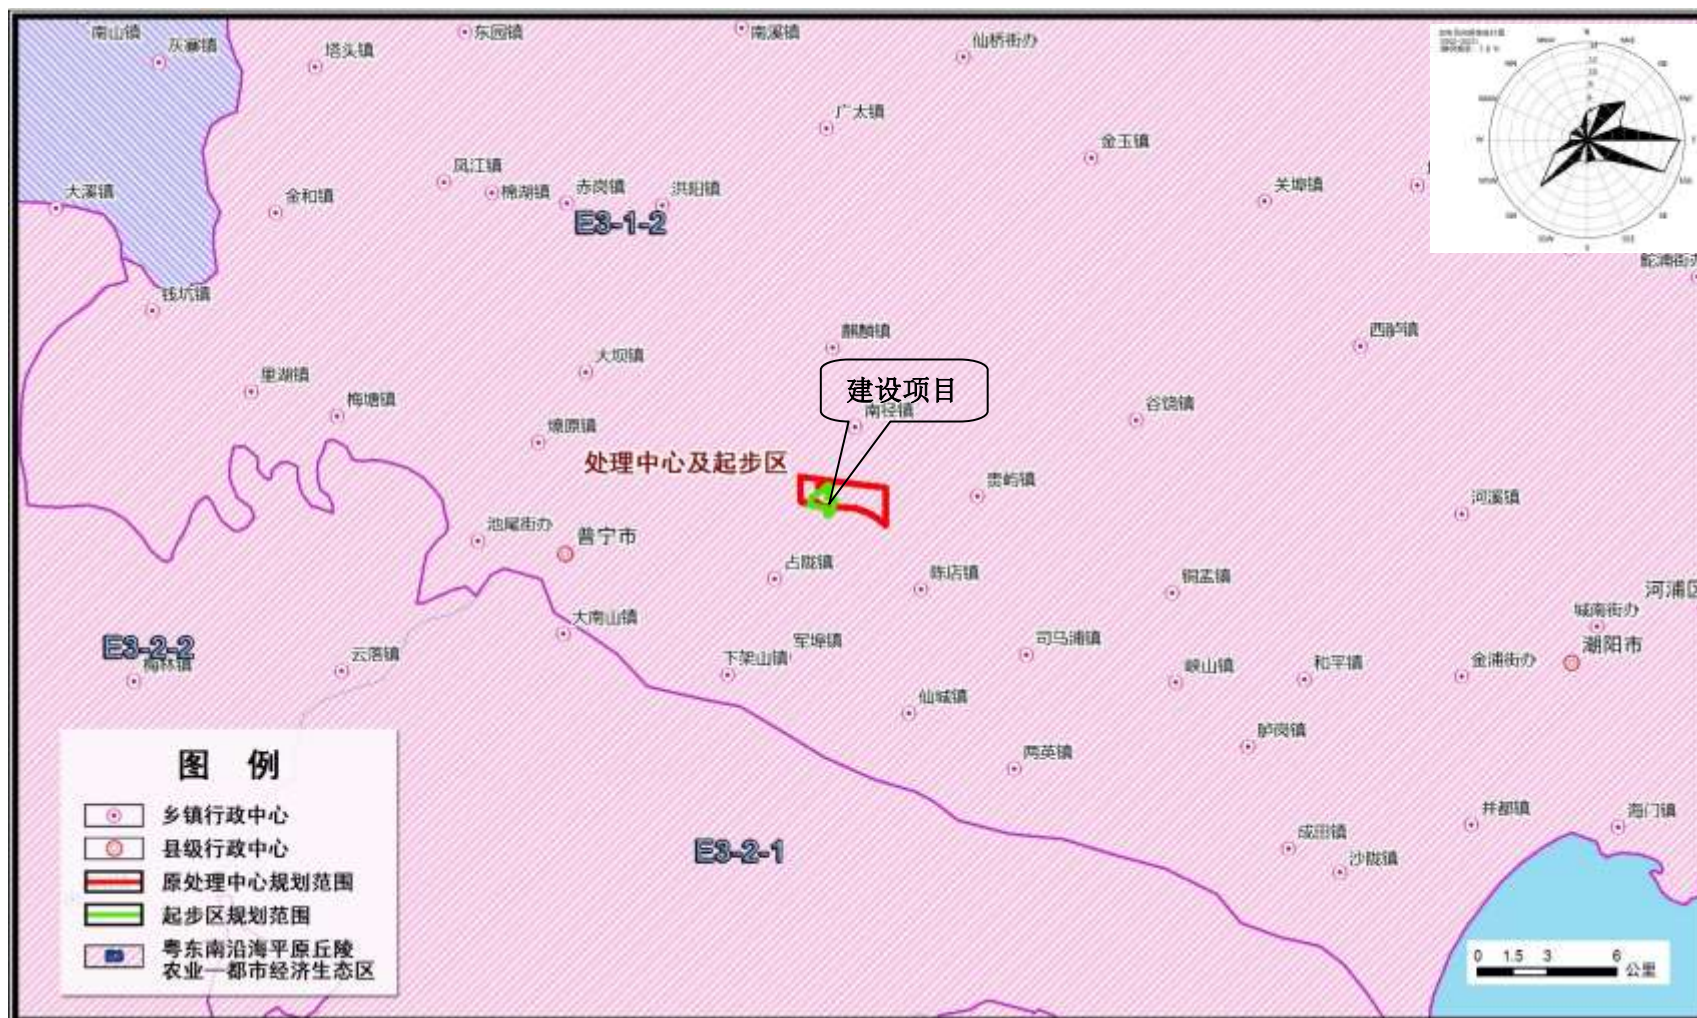 南山镇
灰寨镇
塔头镇
东园镇
南溪镇
仙桥街办
广太镇
金玉镇
大溪镇
金和镇
凤江镇
棉湖镇
赤岗镇
洪阳镇
关埠镇
E3-1-2
钱坑镇
麒麟镇
西胪镇
里湖镇
梅塘镇
大坝镇
建设项目
南径镇
谷饶镇
燎原镇
处理中心及起步区
贵屿镇
河溪镇
池尾街办
普宁市
占陇镇
陈店镇
铜盂镇
河浦区
城南街办
潮阳市
大南山镇
E3-2-2
梅林镇
云落镇
下架山镇
军埠镇
司马浦镇
峡山镇
和平镇
金浦街办
仙城镇
胪岗镇
两英镇
井都镇
海门镇
成田镇
沙陇镇
E3-2-1
图 例
乡镇行政中心
县级行政中心
原处理中心规划范围
起步区规划范围
粤东南沿海平原丘陵
农业—都市经济生态区
0 1.5 3 6
公里